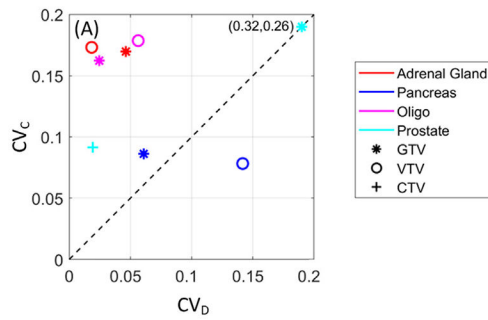 (A)
(0.32,0.26)
0.2
0.15
0.1
0.05
0
CV_C
0 0.05 0.1 0.15 0.2
CV_D
Adrenal Gland
Pancreas
Oligo
Prostate
GTV
VTV
CTV